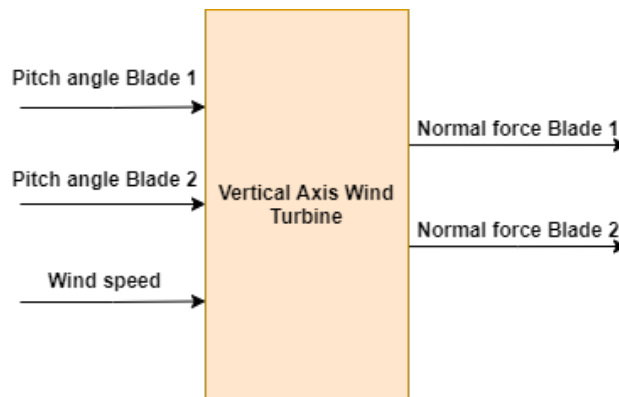 Pitch angle Blade 1
Pitch angle Blade 2
Wind speed
Vertical Axis Wind
Turbine
Normal force Blade 1
Normal force Blade 2